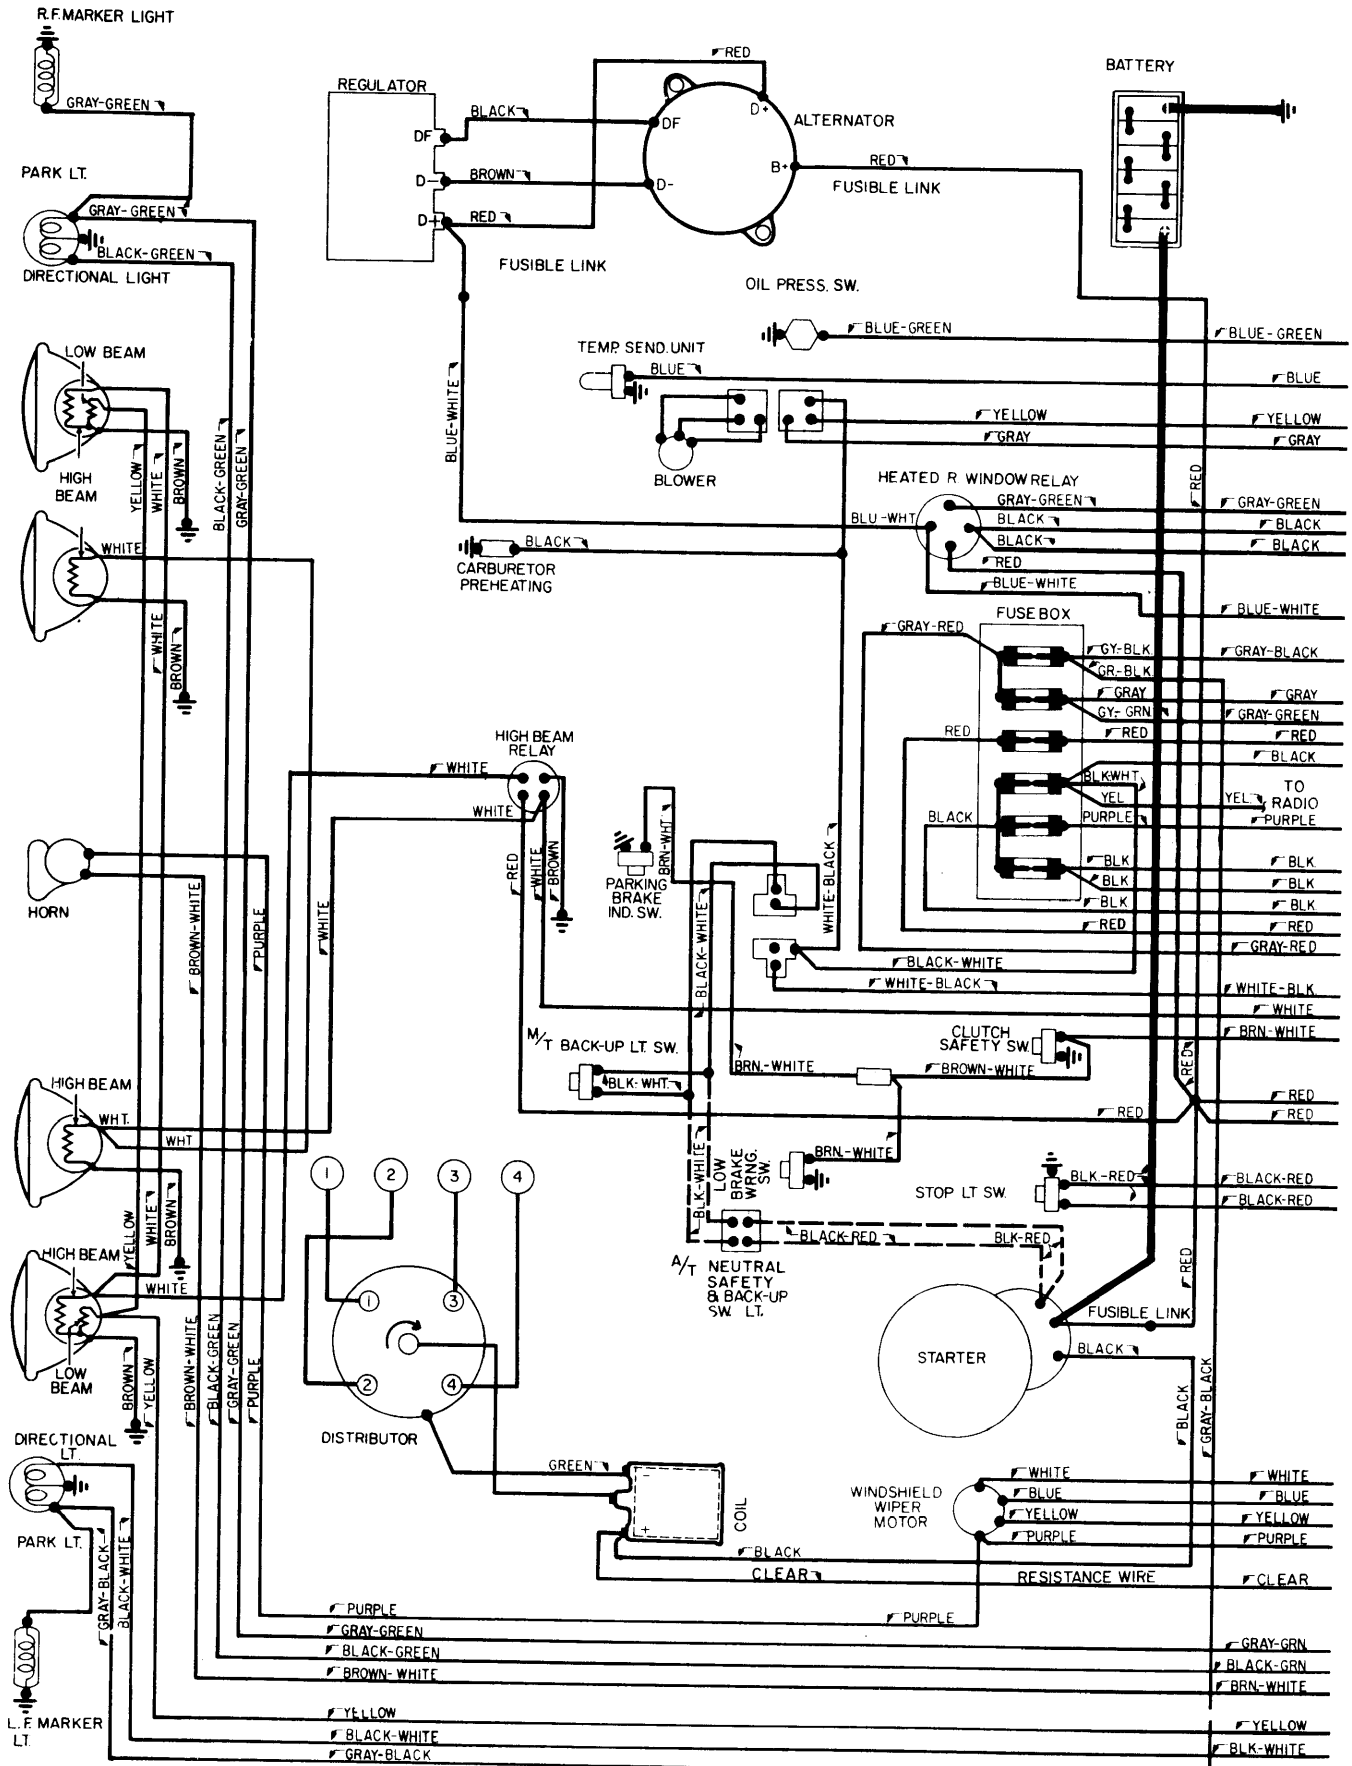 R.F. MARKER LIGHT
GRAY-GREEN
PARK LT.
GRAY-GREEN
BLACK-GREEN
DIRECTIONAL LIGHT
REGULATOR
DF
D-
D+
BLACK
BROWN
RED
RED
DF
D-
D+
B+
ALTERNATOR
RED
FUSIBLE LINK
FUSIBLE LINK
BATTERY
OIL PRESS. SW.
BLUE-GREEN
BLUE-GREEN
TEMP. SEND. UNIT
BLUE
BLUE
YELLOW
YELLOW
GRAY
GRAY
BLOWER
LOW BEAM
HIGH
BEAM
YELLOW
WHITE
BROWN
BLACK-GREEN
GRAY-GREEN
BLUE-WHITE
RED
HEATED R. WINDOW RELAY
GRAY-GREEN
GRAY-GREEN
BLU-WHT
BLACK
BLACK
BLACK
BLACK
RED
BLUE-WHITE
BLUE-WHITE
BLACK
CARBURETOR
PREHEATING
WHITE
WHITE
BROWN
FUSE BOX
GRAY-RED
GY-BLK.
GRAY-BLACK
GR-BLK
GRAY
GRAY
GY-GRN
GRAY-GREEN
RED
RED
RED
BLACK
BLK-WHT
YEL
YEL
TO
RADIO
BLACK
PURPLE
PURPLE
BLK
BLK
BLK
BLK
BLK
BLK
RED
RED
GRAY-RED
HIGH BEAM
RELAY
WHITE
WHITE
RED
WHITE
BROWN
HORN
BROWN-WHITE
PURPLE
WHITE
BRN-WHT
PARKING
BRAKE
IND. SW.
BLACK-WHITE
WHITE-BLACK
BLACK-WHITE
WHITE-BLACK
WHITE-BLK
WHITE
M/T BACK-UP LT. SW.
BLK-WHT.
BRN.-WHITE
CLUTCH
SAFETY SW.
BRN-WHITE
BROWN-WHITE
RED
RED
RED
RED
BRN-WHITE
LOW
BRAKE
WRNG.
SW.
BLK-WHITE
STOP LT SW.
BLK.-RED
BLACK-RED
BLACK-RED
BLACK-RED
BLK-RED
A/T NEUTRAL
SAFETY
& BACK-UP
SW. LT.
HIGH BEAM
WHT.
WHT
YELLOW
WHITE
BROWN
HIGH BEAM
WHITE
LOW
BEAM
BROWN
YELLOW
BROWN-WHITE
BLACK-GREEN
GRAY-GREEN
PURPLE
1
2
3
4
1
3
2
4
DISTRIBUTOR
RED
FUSIBLE LINK
STARTER
BLACK
BLACK
GRAY-BLACK
DIRECTIONAL
LT.
PARK LT.
GRAY-BLACK
BLACK-WHITE
GREEN
-
+
COIL
WINDSHIELD
WIPER
MOTOR
WHITE
WHITE
BLUE
BLUE
YELLOW
YELLOW
PURPLE
PURPLE
BLACK
CLEAR
RESISTANCE WIRE
CLEAR
PURPLE
PURPLE
GRAY-GREEN
GRAY-GRN
BLACK-GREEN
BLACK-GRN
BROWN-WHITE
BRN-WHITE
L.F. MARKER
LT.
YELLOW
YELLOW
BLACK-WHITE
BLK-WHITE
GRAY-BLACK